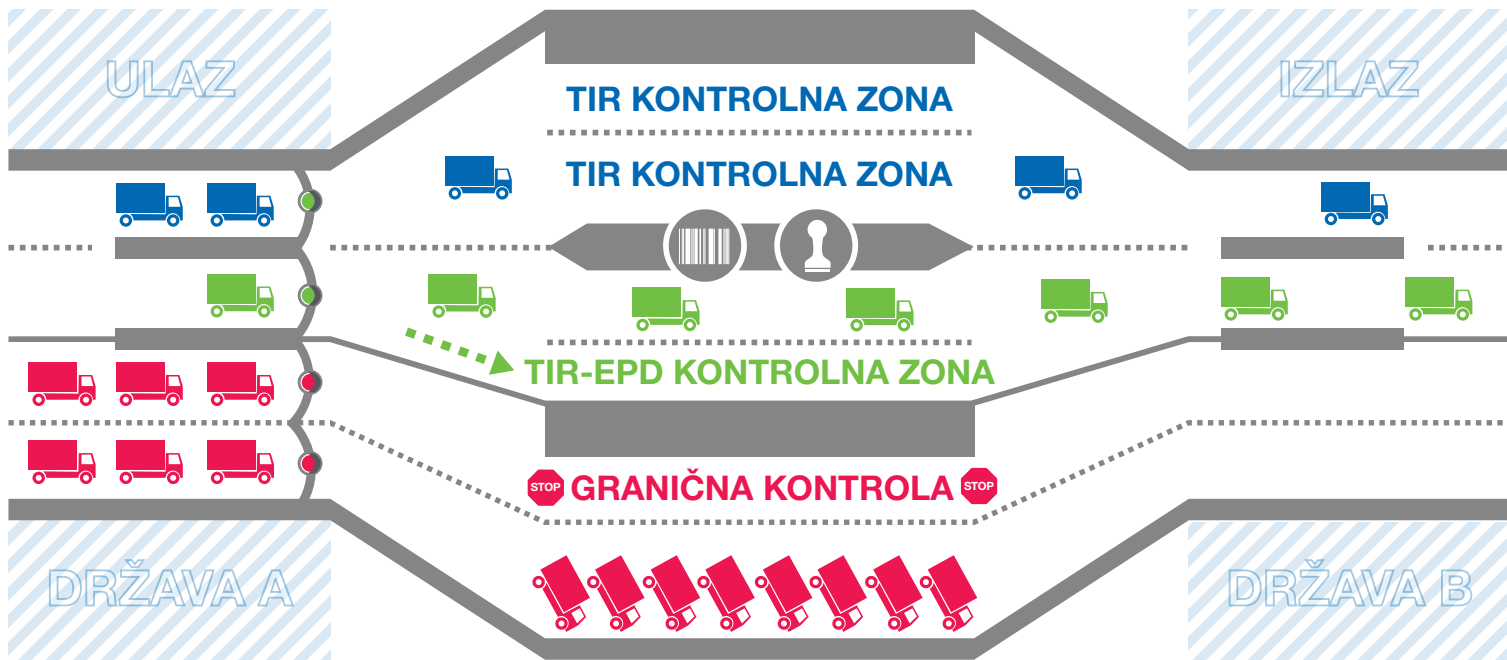 ULAZ
IZLAZ
TIR KONTROLNA ZONA
TIR KONTROLNA ZONA
TIR-EPD KONTROLNA ZONA
STOP GRANIČNA KONTROLA STOP
DRŽAVA A
DRŽAVA B